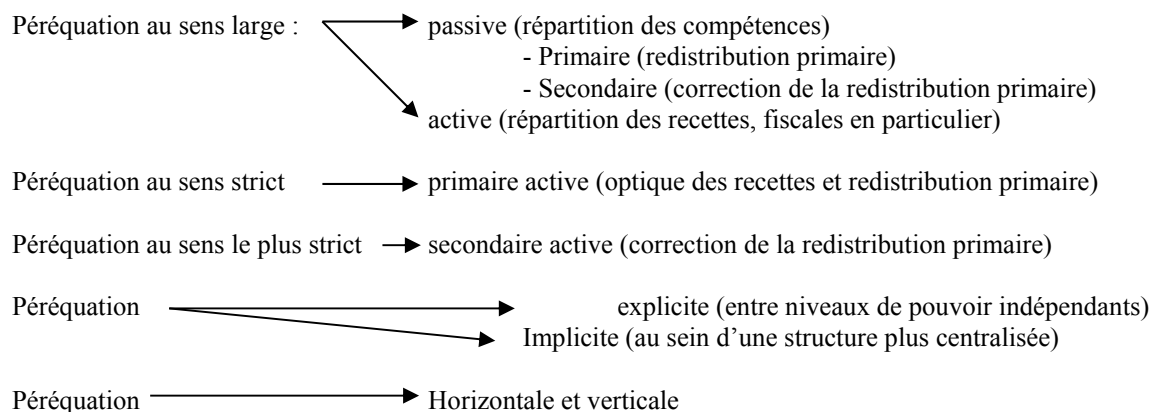 Péréquation au sens large : passive (répartition des compétences)
- Primaire (redistribution primaire)
- Secondaire (correction de la redistribution primaire)
active (répartition des recettes, fiscales en particulier)
Péréquation au sens strict primaire active (optique des recettes et redistribution primaire)
Péréquation au sens le plus strict secondaire active (correction de la redistribution primaire)
Péréquation explicite (entre niveaux de pouvoir indépendants)
Implicite (au sein d’une structure plus centralisée)
Péréquation Horizontale et verticale